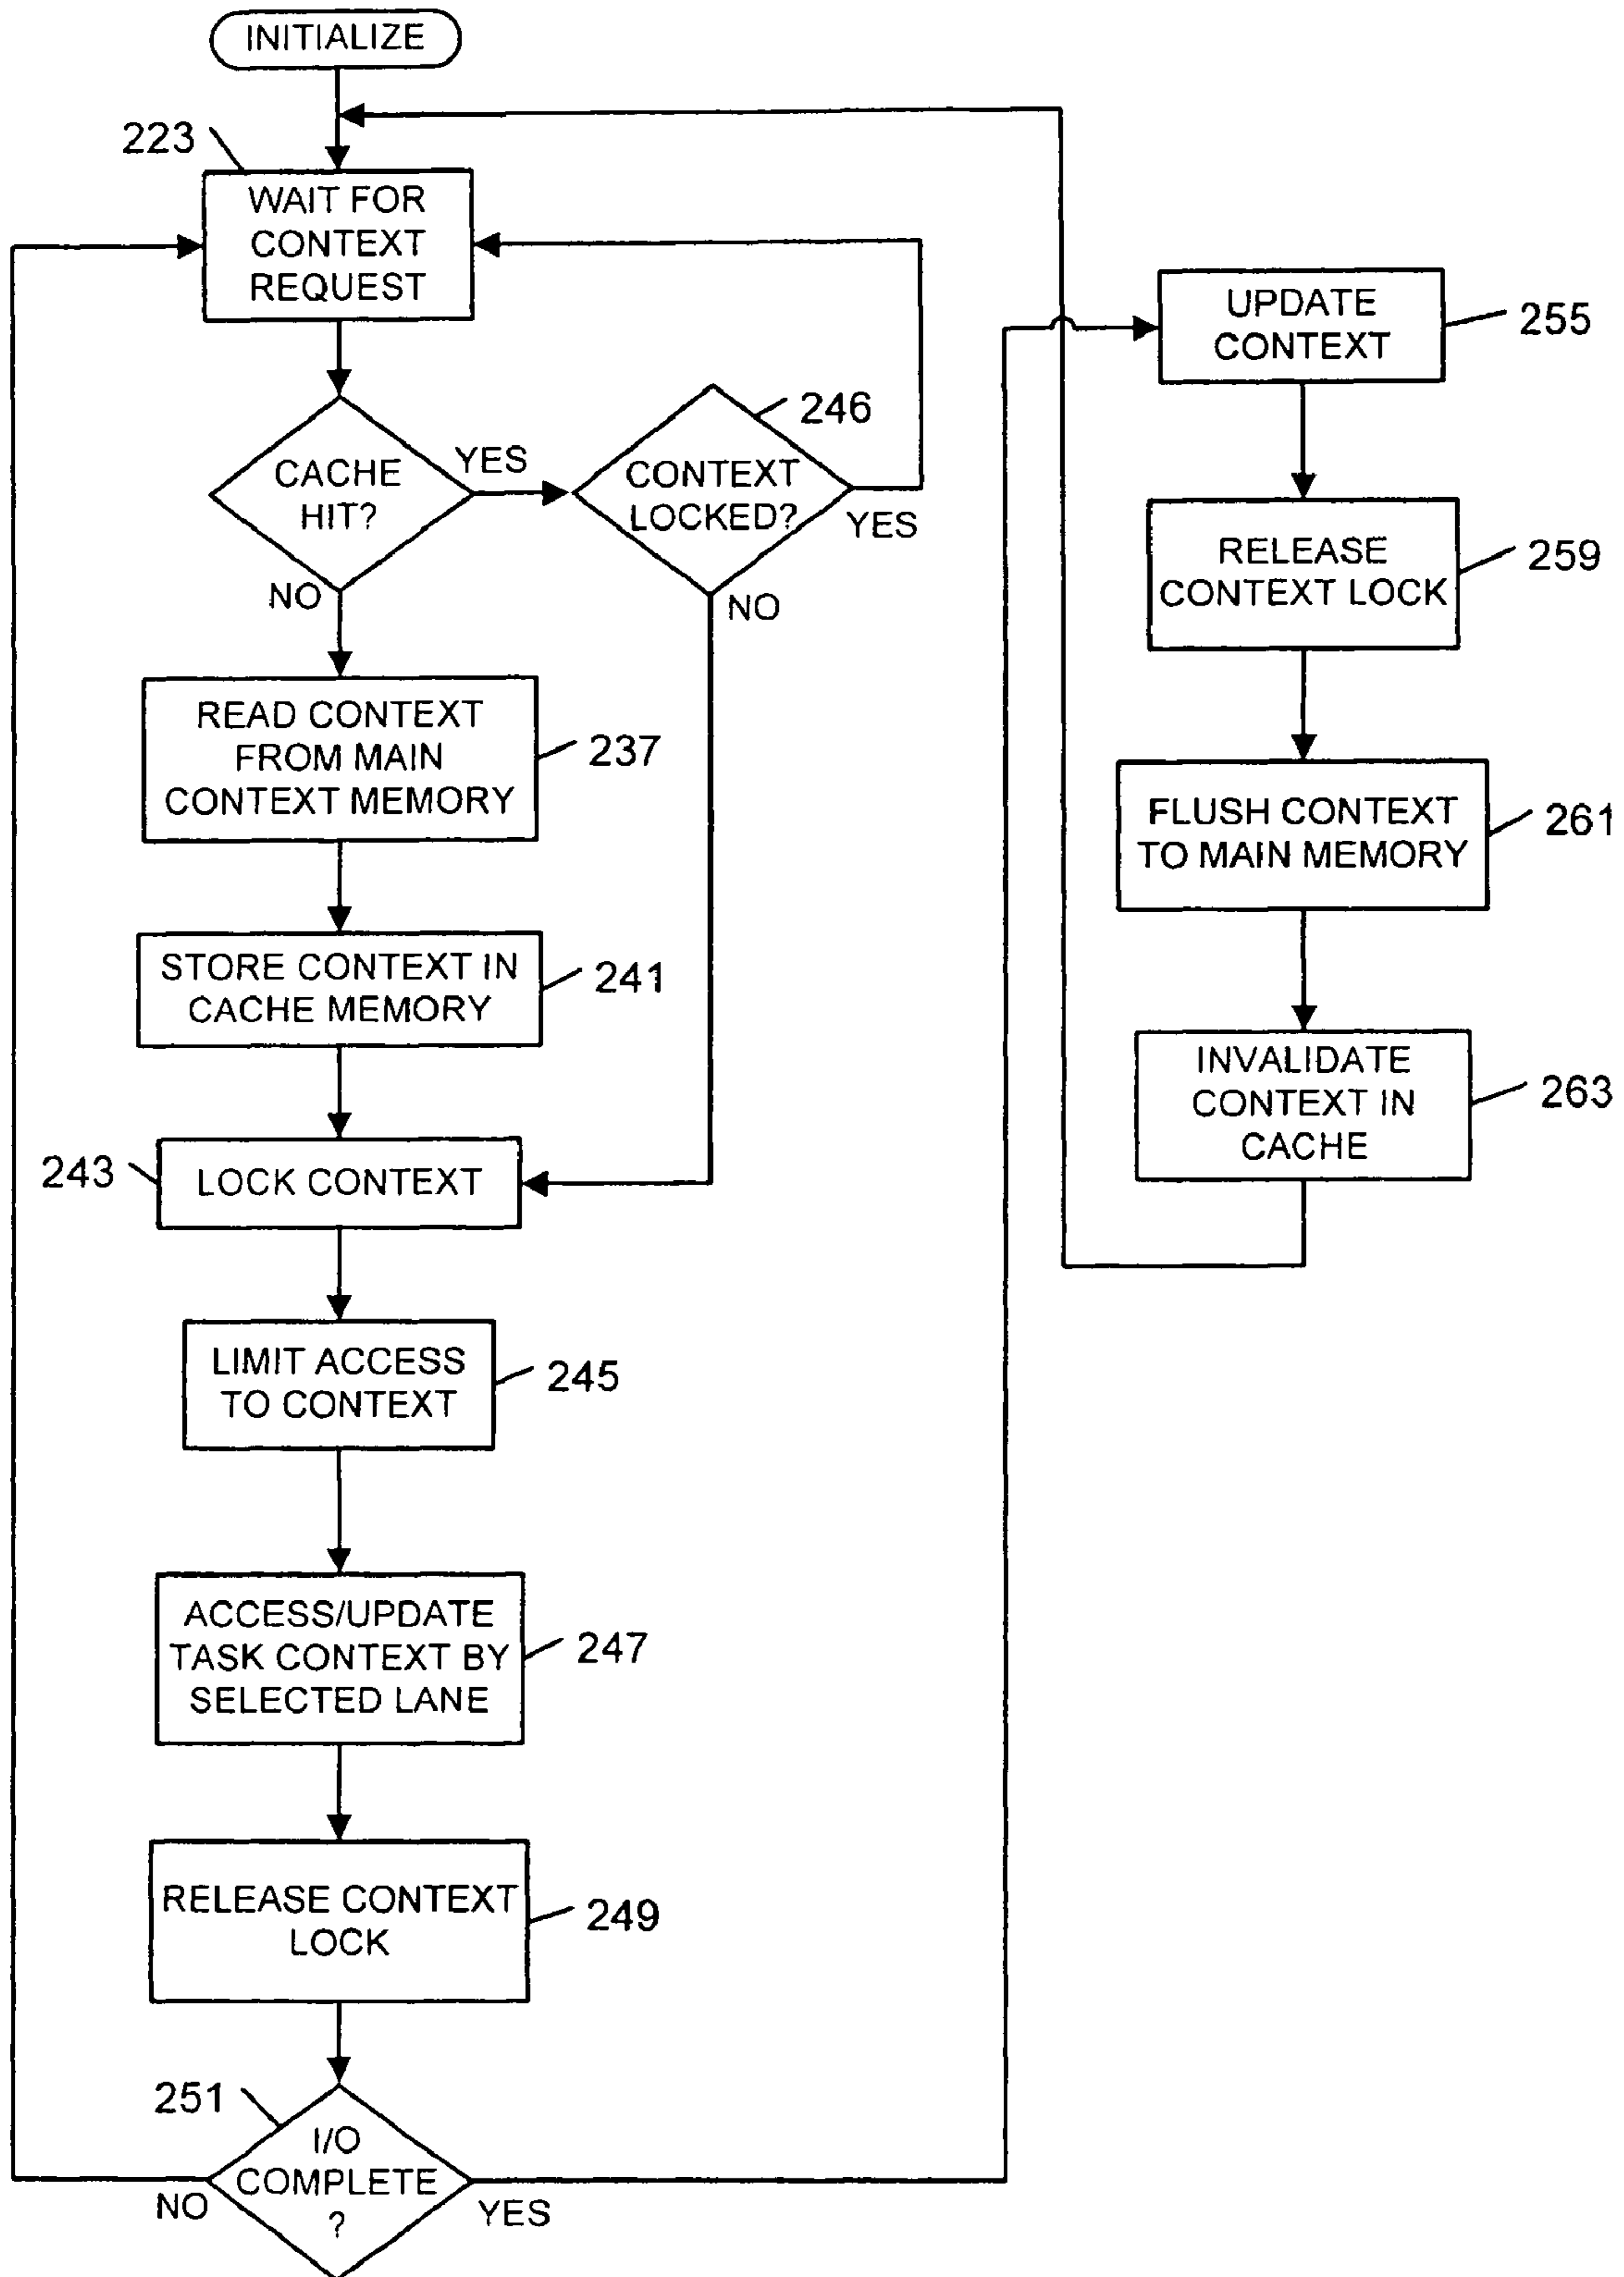 INITIALIZE
223
WAIT FOR
CONTEXT
REQUEST
CACHE
HIT?
YES
NO
246
CONTEXT
LOCKED?
YES
NO
READ CONTEXT
FROM MAIN
CONTEXT MEMORY
237
STORE CONTEXT IN
CACHE MEMORY
241
243
LOCK CONTEXT
LIMIT ACCESS
TO CONTEXT
245
ACCESS/UPDATE
TASK CONTEXT BY
SELECTED LANE
247
RELEASE CONTEXT
LOCK
249
251
I/O
COMPLETE
?
NO
YES
UPDATE
CONTEXT
255
RELEASE
CONTEXT LOCK
259
FLUSH CONTEXT
TO MAIN MEMORY
261
INVALIDATE
CONTEXT IN
CACHE
263